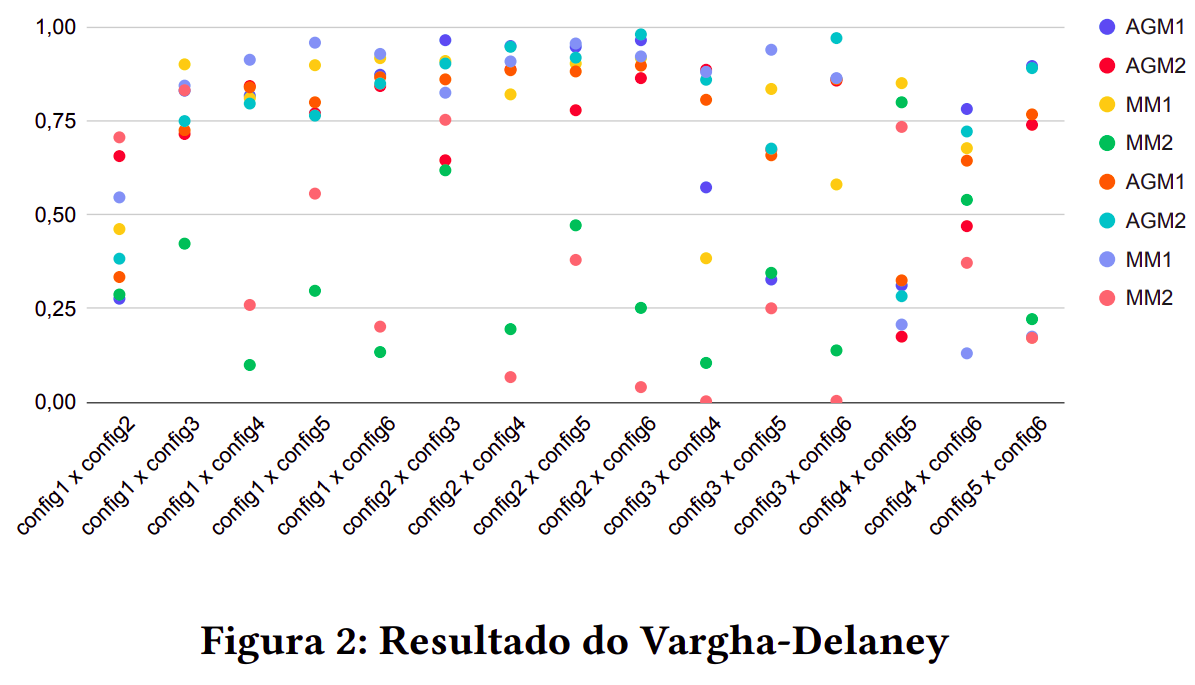 1,00
0,75
0,50
0,25
0,00
config1 x config2
config1 x config3
config1 x config4
config1 x config5
config1 x config6
config2 x config3
config2 x config4
config2 x config5
config2 x config6
config3 x config4
config3 x config5
config3 x config6
config4 x config5
config4 x config6
config5 x config6
AGM1
AGM2
MM1
MM2
AGM1
AGM2
MM1
MM2
Figura 2: Resultado do Vargha-Delaney